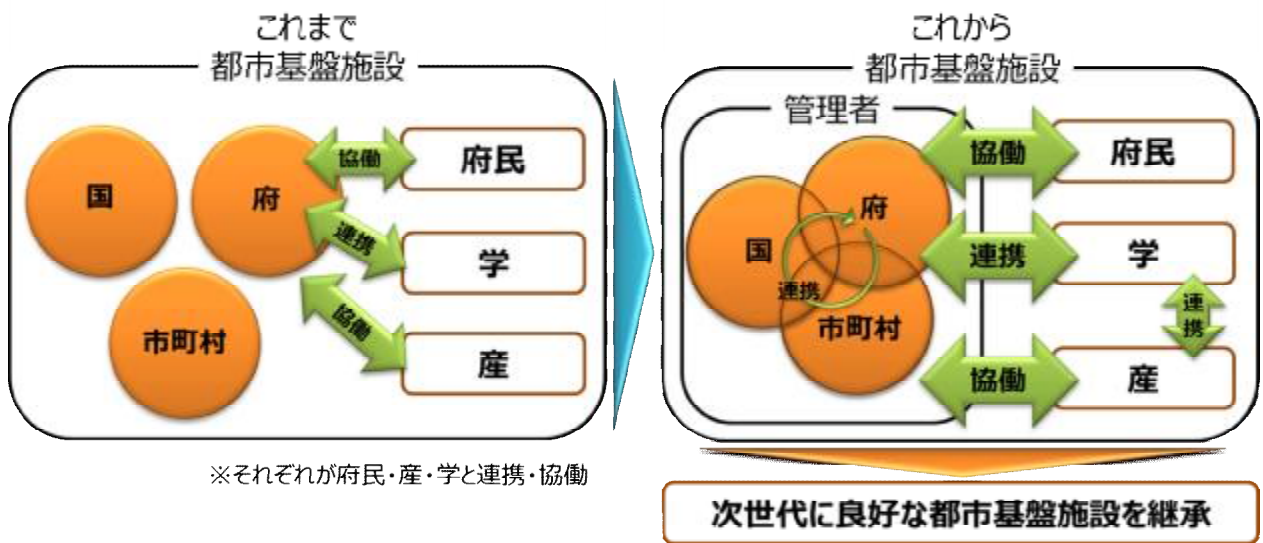 これまで
都市基盤施設
国
府
市町村
協働
府民
連携
学
協働
産
※それぞれが府民・産・学と連携・協働
これから
都市基盤施設
管理者
国
府
連携
市町村
協働
府民
連携
学
連携
協働
産
次世代に良好な都市基盤施設を継承